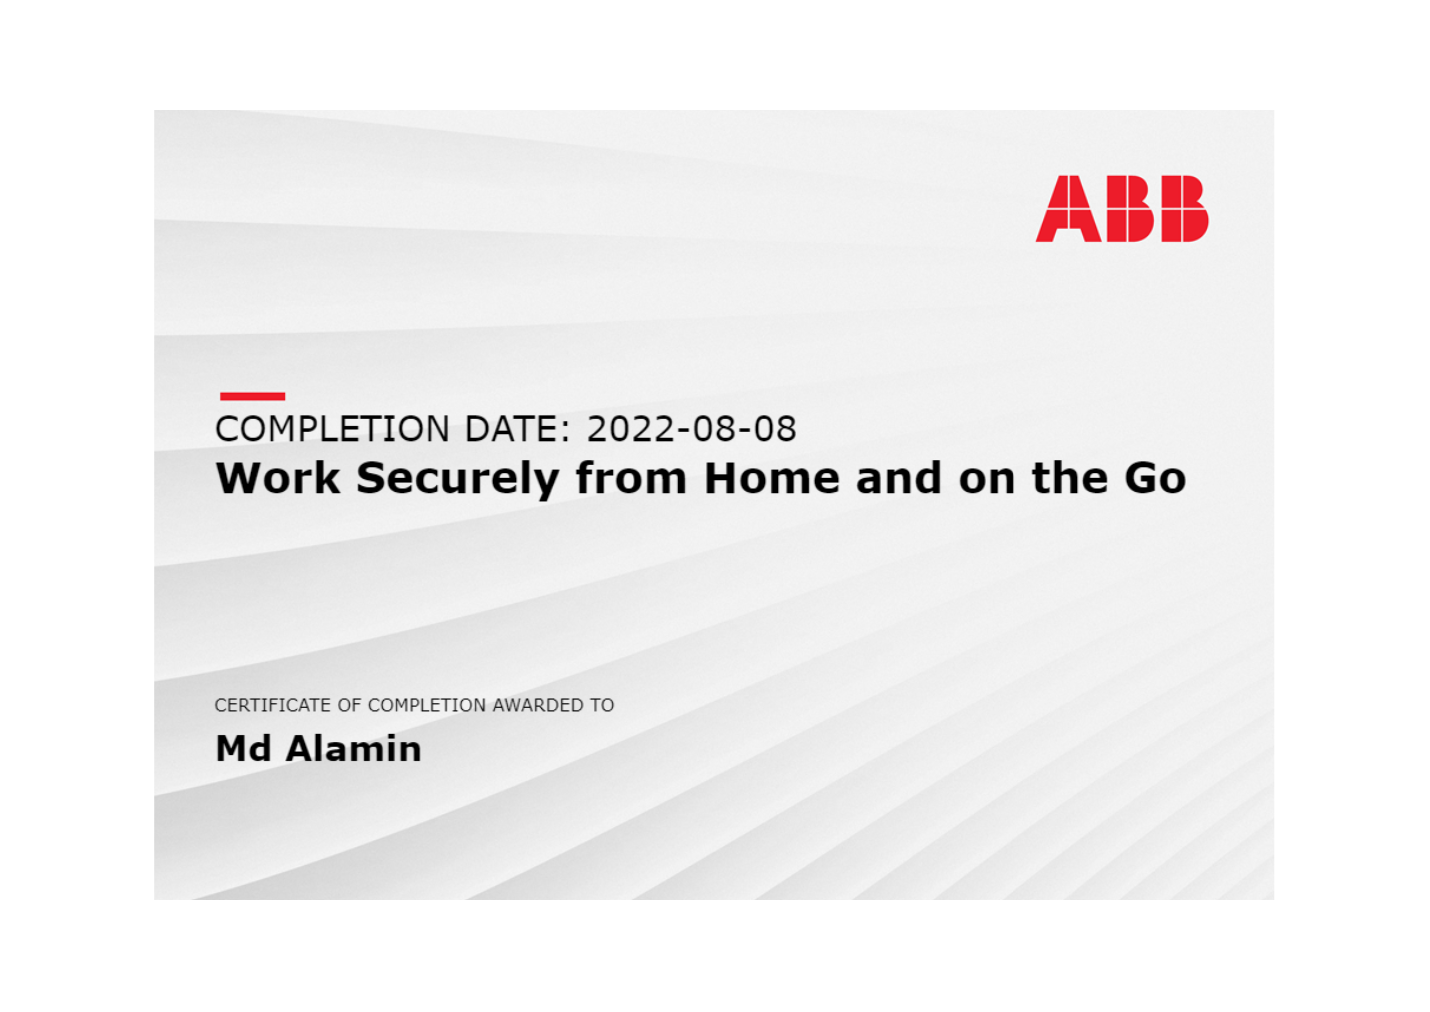 ABB
COMPLETION DATE: 2022-08-08
Work Securely from Home and on the Go
CERTIFICATE OF COMPLETION AWARDED TO
Md Alamin